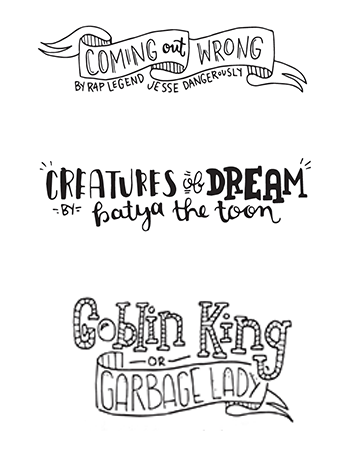 COMING out WRONG
BY RAP LEGEND JESSE DANGEROUSLY
CREATURES of DREAM
-BY-
batya the toon
Goblin King
— OR —
GARBAGE LADY